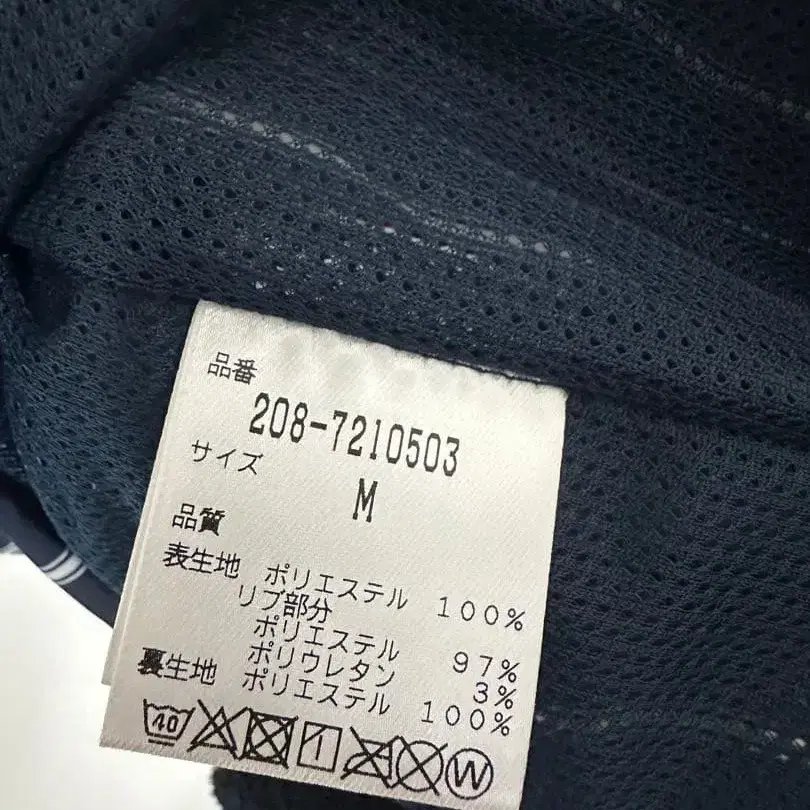 品番
208-7210503
サイズ
M
品質
表生地 ポリエステル 100%
リブ部分
ポリエステル 97%
ポリウレタン 3%
裏生地 ポリエステル 100%
40 W